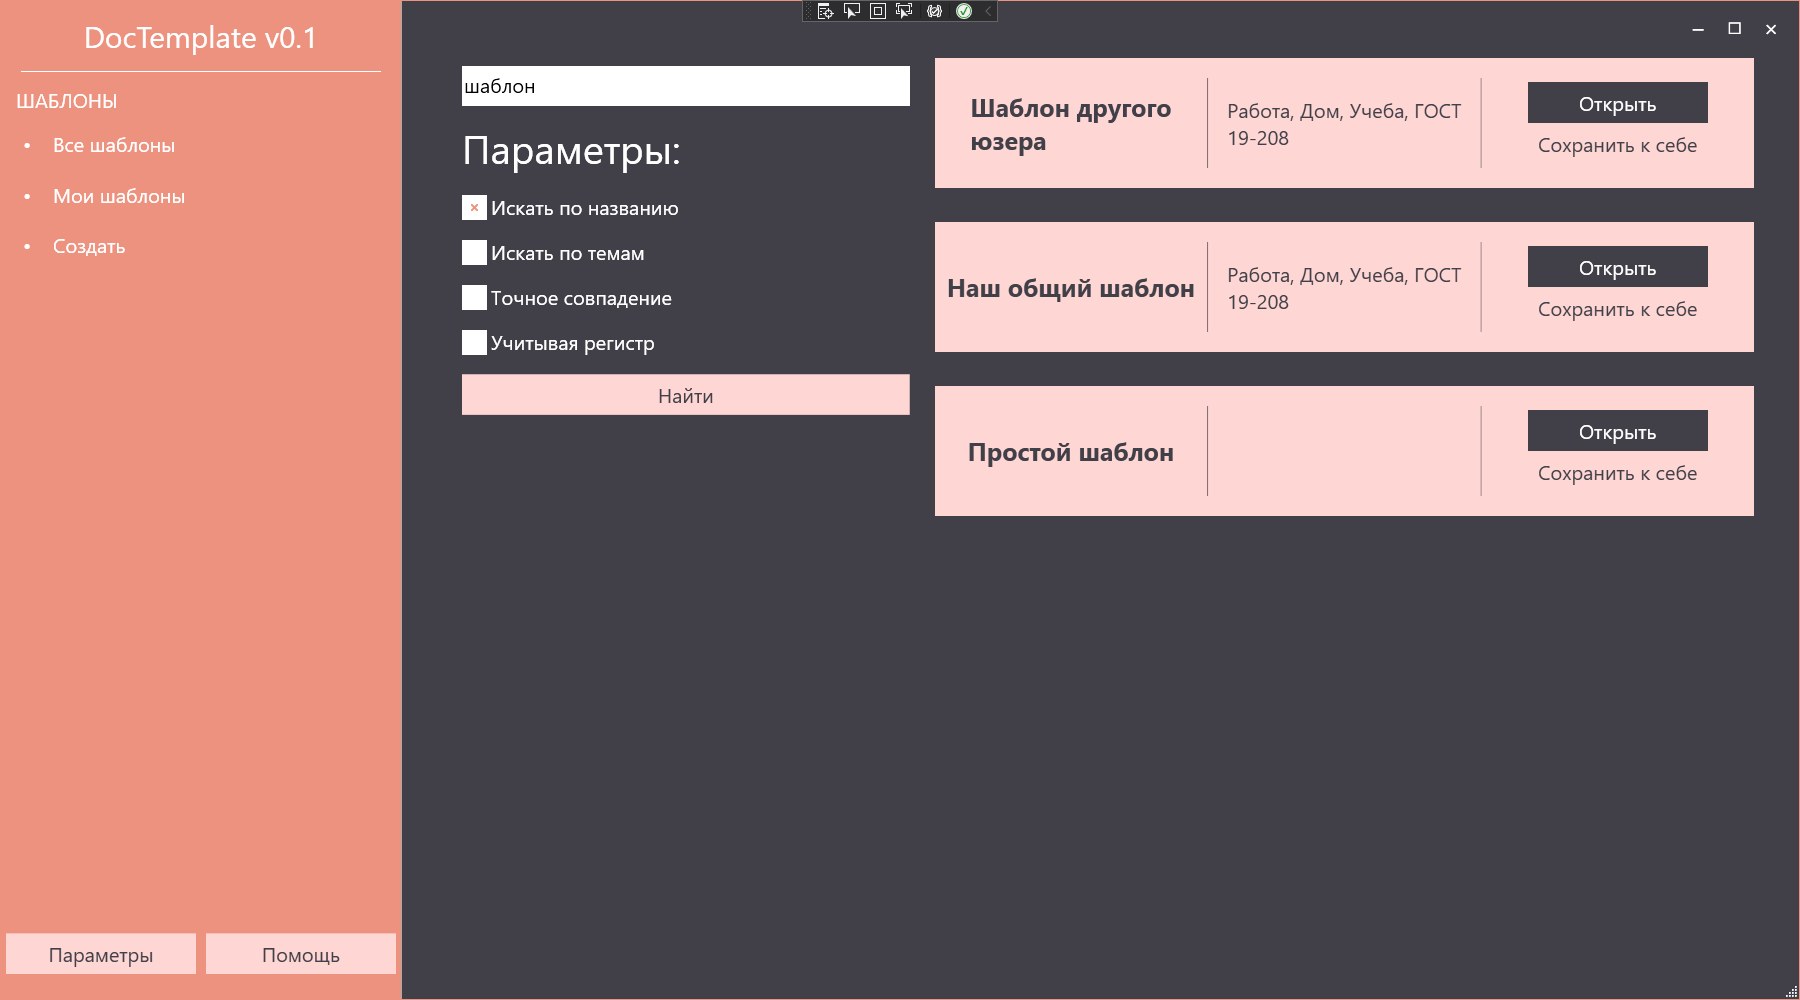 DocTemplate v0.1
ШАБЛОНЫ
• Все шаблоны
• Мои шаблоны
• Создать
Параметры
Помощь
шаблон
Параметры:
Искать по названию
Искать по темам
Точное совпадение
Учитывая регистр
Найти
Шаблон другого
юзера
Работа, Дом, Учеба, ГОСТ
19-208
Открыть
Сохранить к себе
Наш общий шаблон
Работа, Дом, Учеба, ГОСТ
19-208
Открыть
Сохранить к себе
Простой шаблон
Открыть
Сохранить к себе